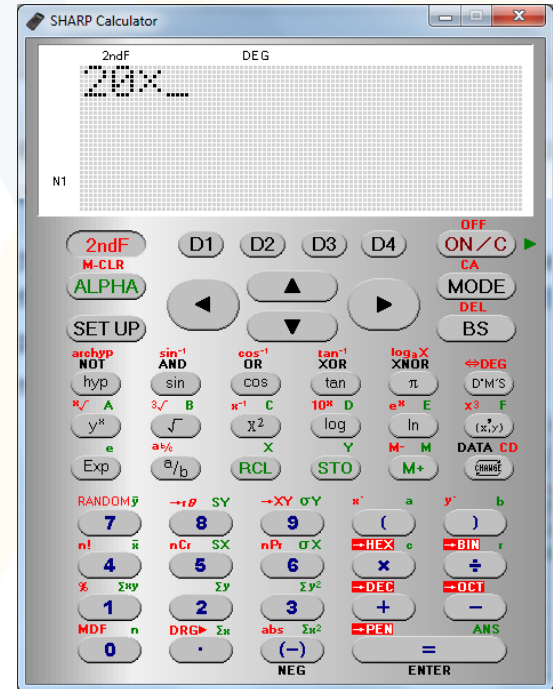 SHARP Calculator
2ndF DEG
20×_
N1
OFF
2ndF D1 D2 D3 D4 ON/C
M-CLR CA
ALPHA ▲ MODE
◀ ▶ DEL
SET UP ▼ BS
archyp sin⁻¹ cos⁻¹ tan⁻¹ logₐX
NOT AND OR XOR XNOR ⇔DEG
hyp sin cos tan π D°M'S
ˣ√ A ³√ B x⁻¹ C 10ˣ D eˣ E x³ F
yˣ √ X² log ln (x,y)
e a b/c X Y M- M DATA CD
Exp a/b RCL STO M+ CHANGE
RANDOM ȳ →rθ SY →XY σY x´ a y´ b
7 8 9 ( )
n! x̄ nCr SX nPr σX →HEX c →BIN r
4 5 6 × ÷
% Σxy Σy Σy² →DEC →OCT
1 2 3 + −
MDF n DRG▶ Σx abs Σx² →PEN ANS
0 · (−) =
NEG ENTER